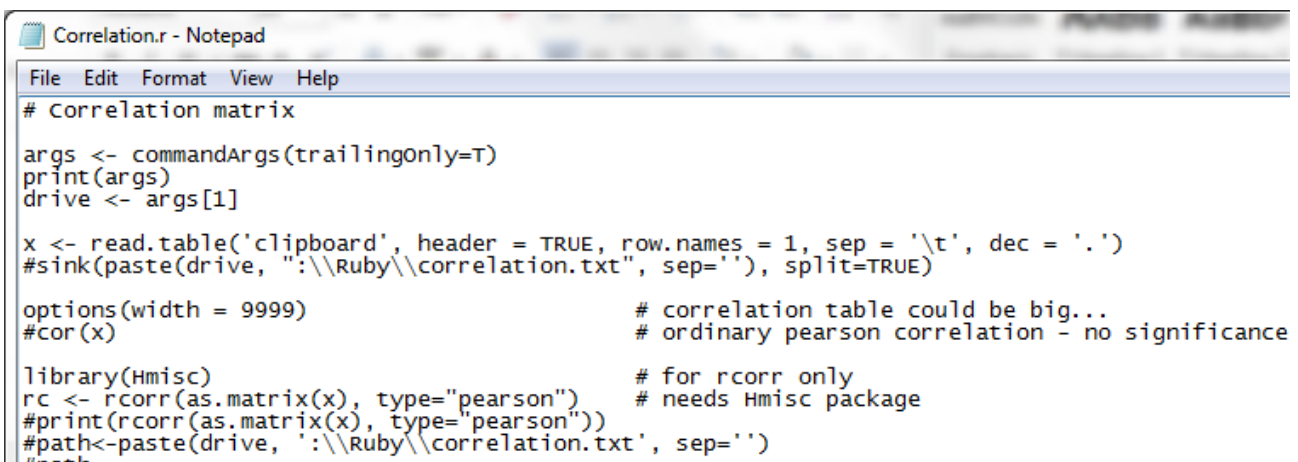 Correlation.r - Notepad
File Edit Format View Help
# Correlation matrix
args <- commandArgs(trailingOnly=T)
print(args)
drive <- args[1]
x <- read.table('clipboard', header = TRUE, row.names = 1, sep = '\t', dec = '.')
#sink(paste(drive, ":\\Ruby\\correlation.txt", sep=''), split=TRUE)
options(width = 9999) # correlation table could be big...
#cor(x) # ordinary pearson correlation - no significance
library(Hmisc) # for rcorr only
rc <- rcorr(as.matrix(x), type="pearson") # needs Hmisc package
#print(rcorr(as.matrix(x), type="pearson"))
#path<-paste(drive, ':\\Ruby\\correlation.txt', sep='')